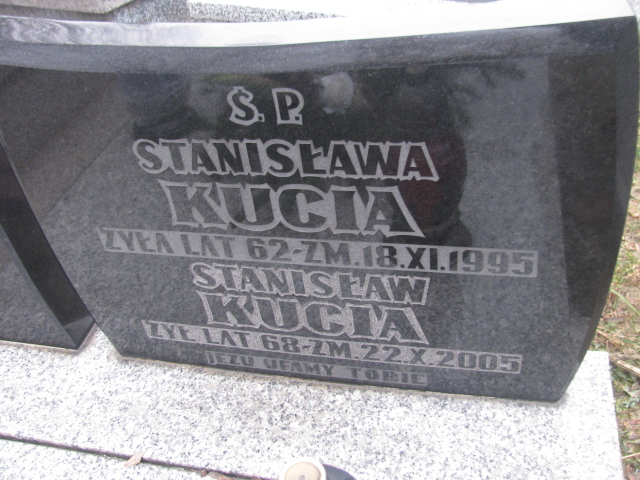 Ś.P.
STANISŁAWA
KUCIA
ŻYŁA LAT 62-ZM.18.XI.1995
STANISŁAW
KUCIA
ŻYŁ LAT 68-ZM.22.X.2005
JEZU UFAMY TOBIE